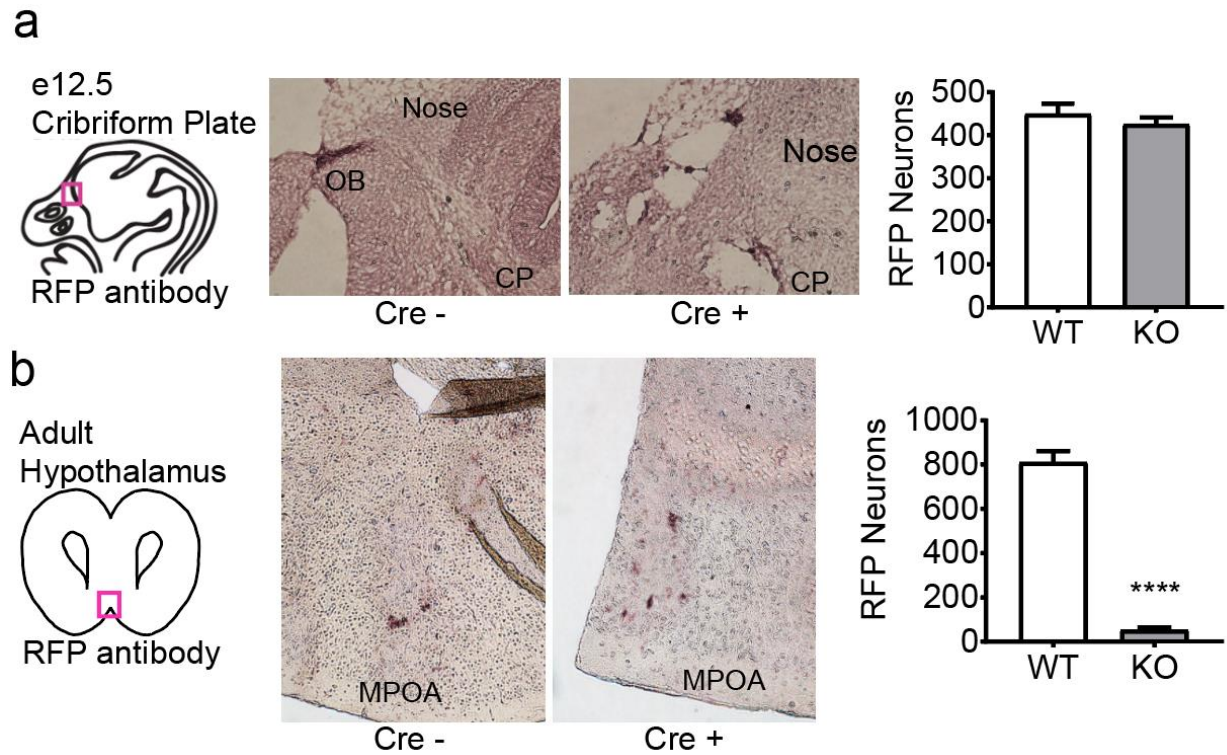 a
e12.5
Cribriform Plate
RFP antibody
Nose
OB
CP
Cre -
Nose
CP
Cre +
RFP Neurons
500
400
300
200
100
0
WT
KO
b
Adult
Hypothalamus
RFP antibody
MPOA
Cre -
MPOA
Cre +
RFP Neurons
1000
800
600
400
200
0
****
WT
KO